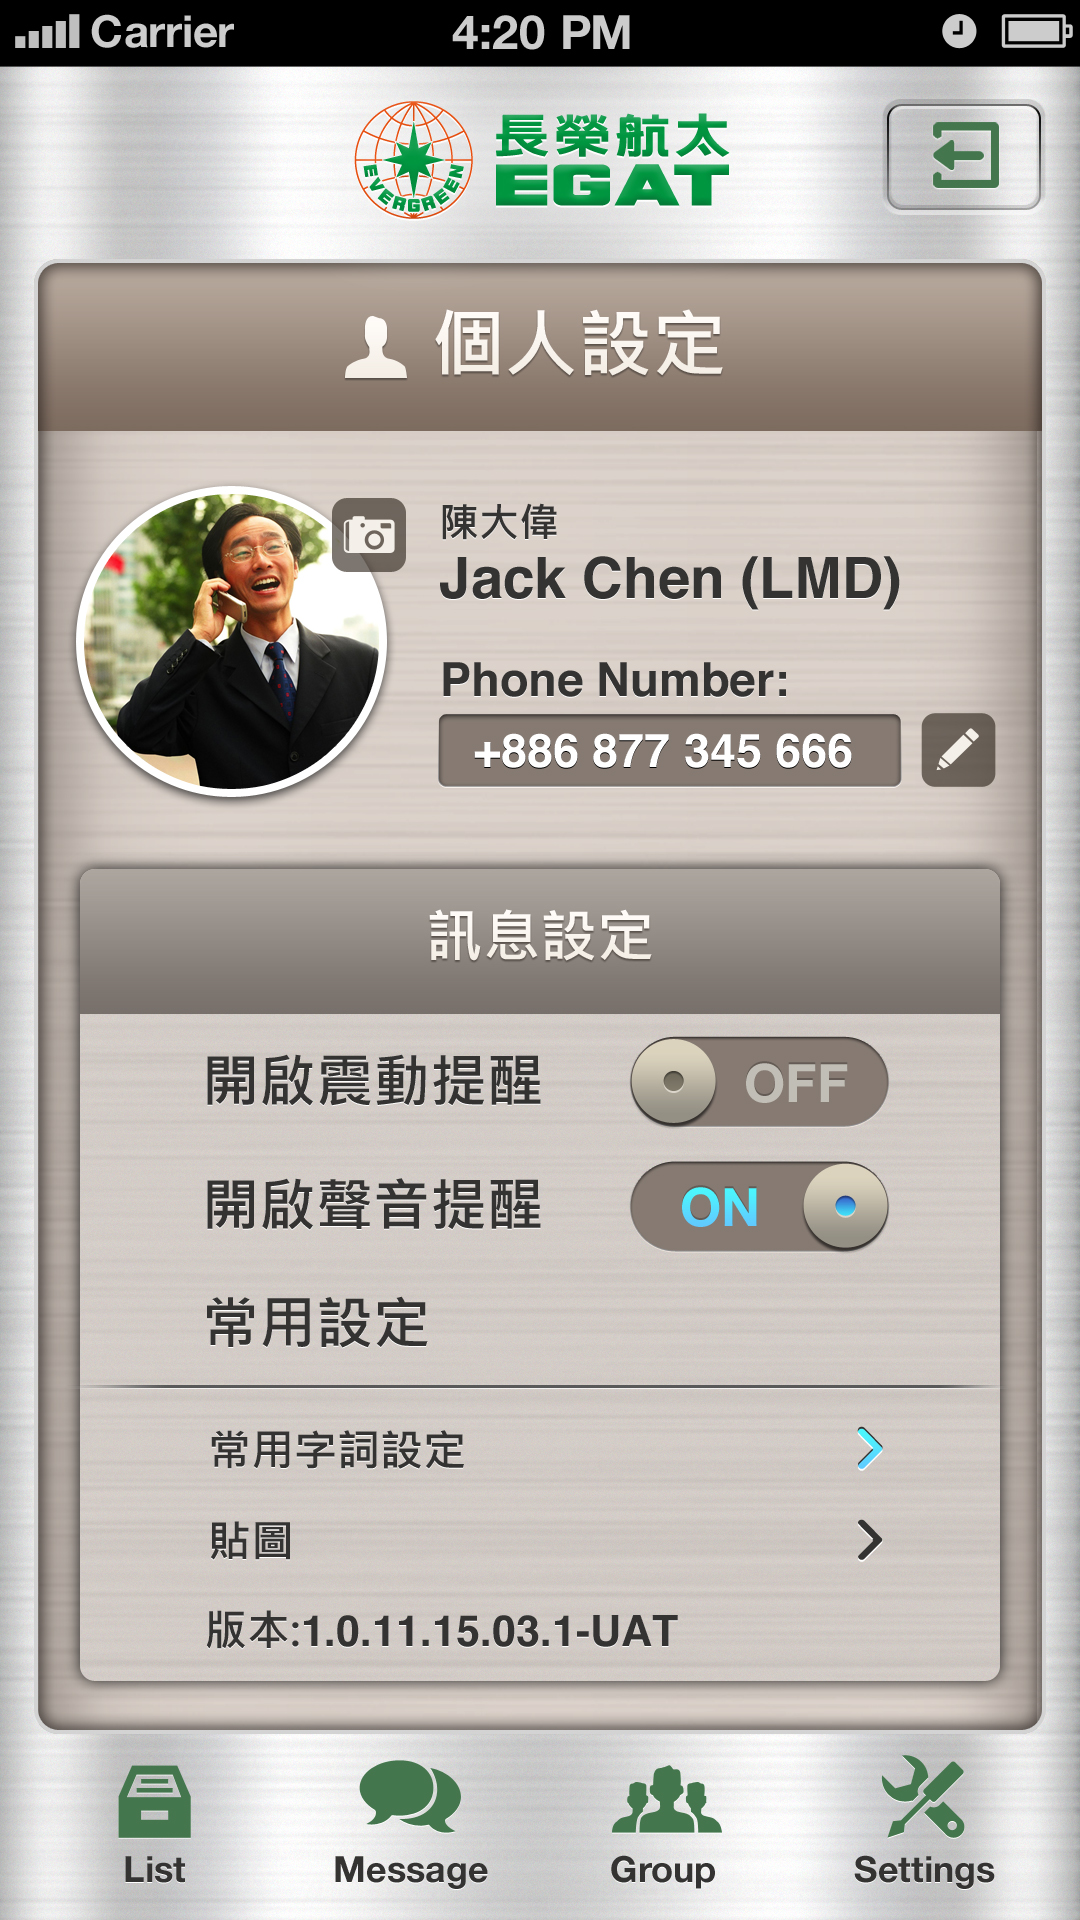 Carrier 4:20 PM
長榮航太
EVERGREEN
EGAT
個人設定
陳大偉
Jack Chen (LMD)
Phone Number:
+886 877 345 666
訊息設定
開啟震動提醒 OFF
開啟聲音提醒 ON
常用設定
常用字詞設定
貼圖
版本:1.0.11.15.03.1-UAT
List Message Group Settings